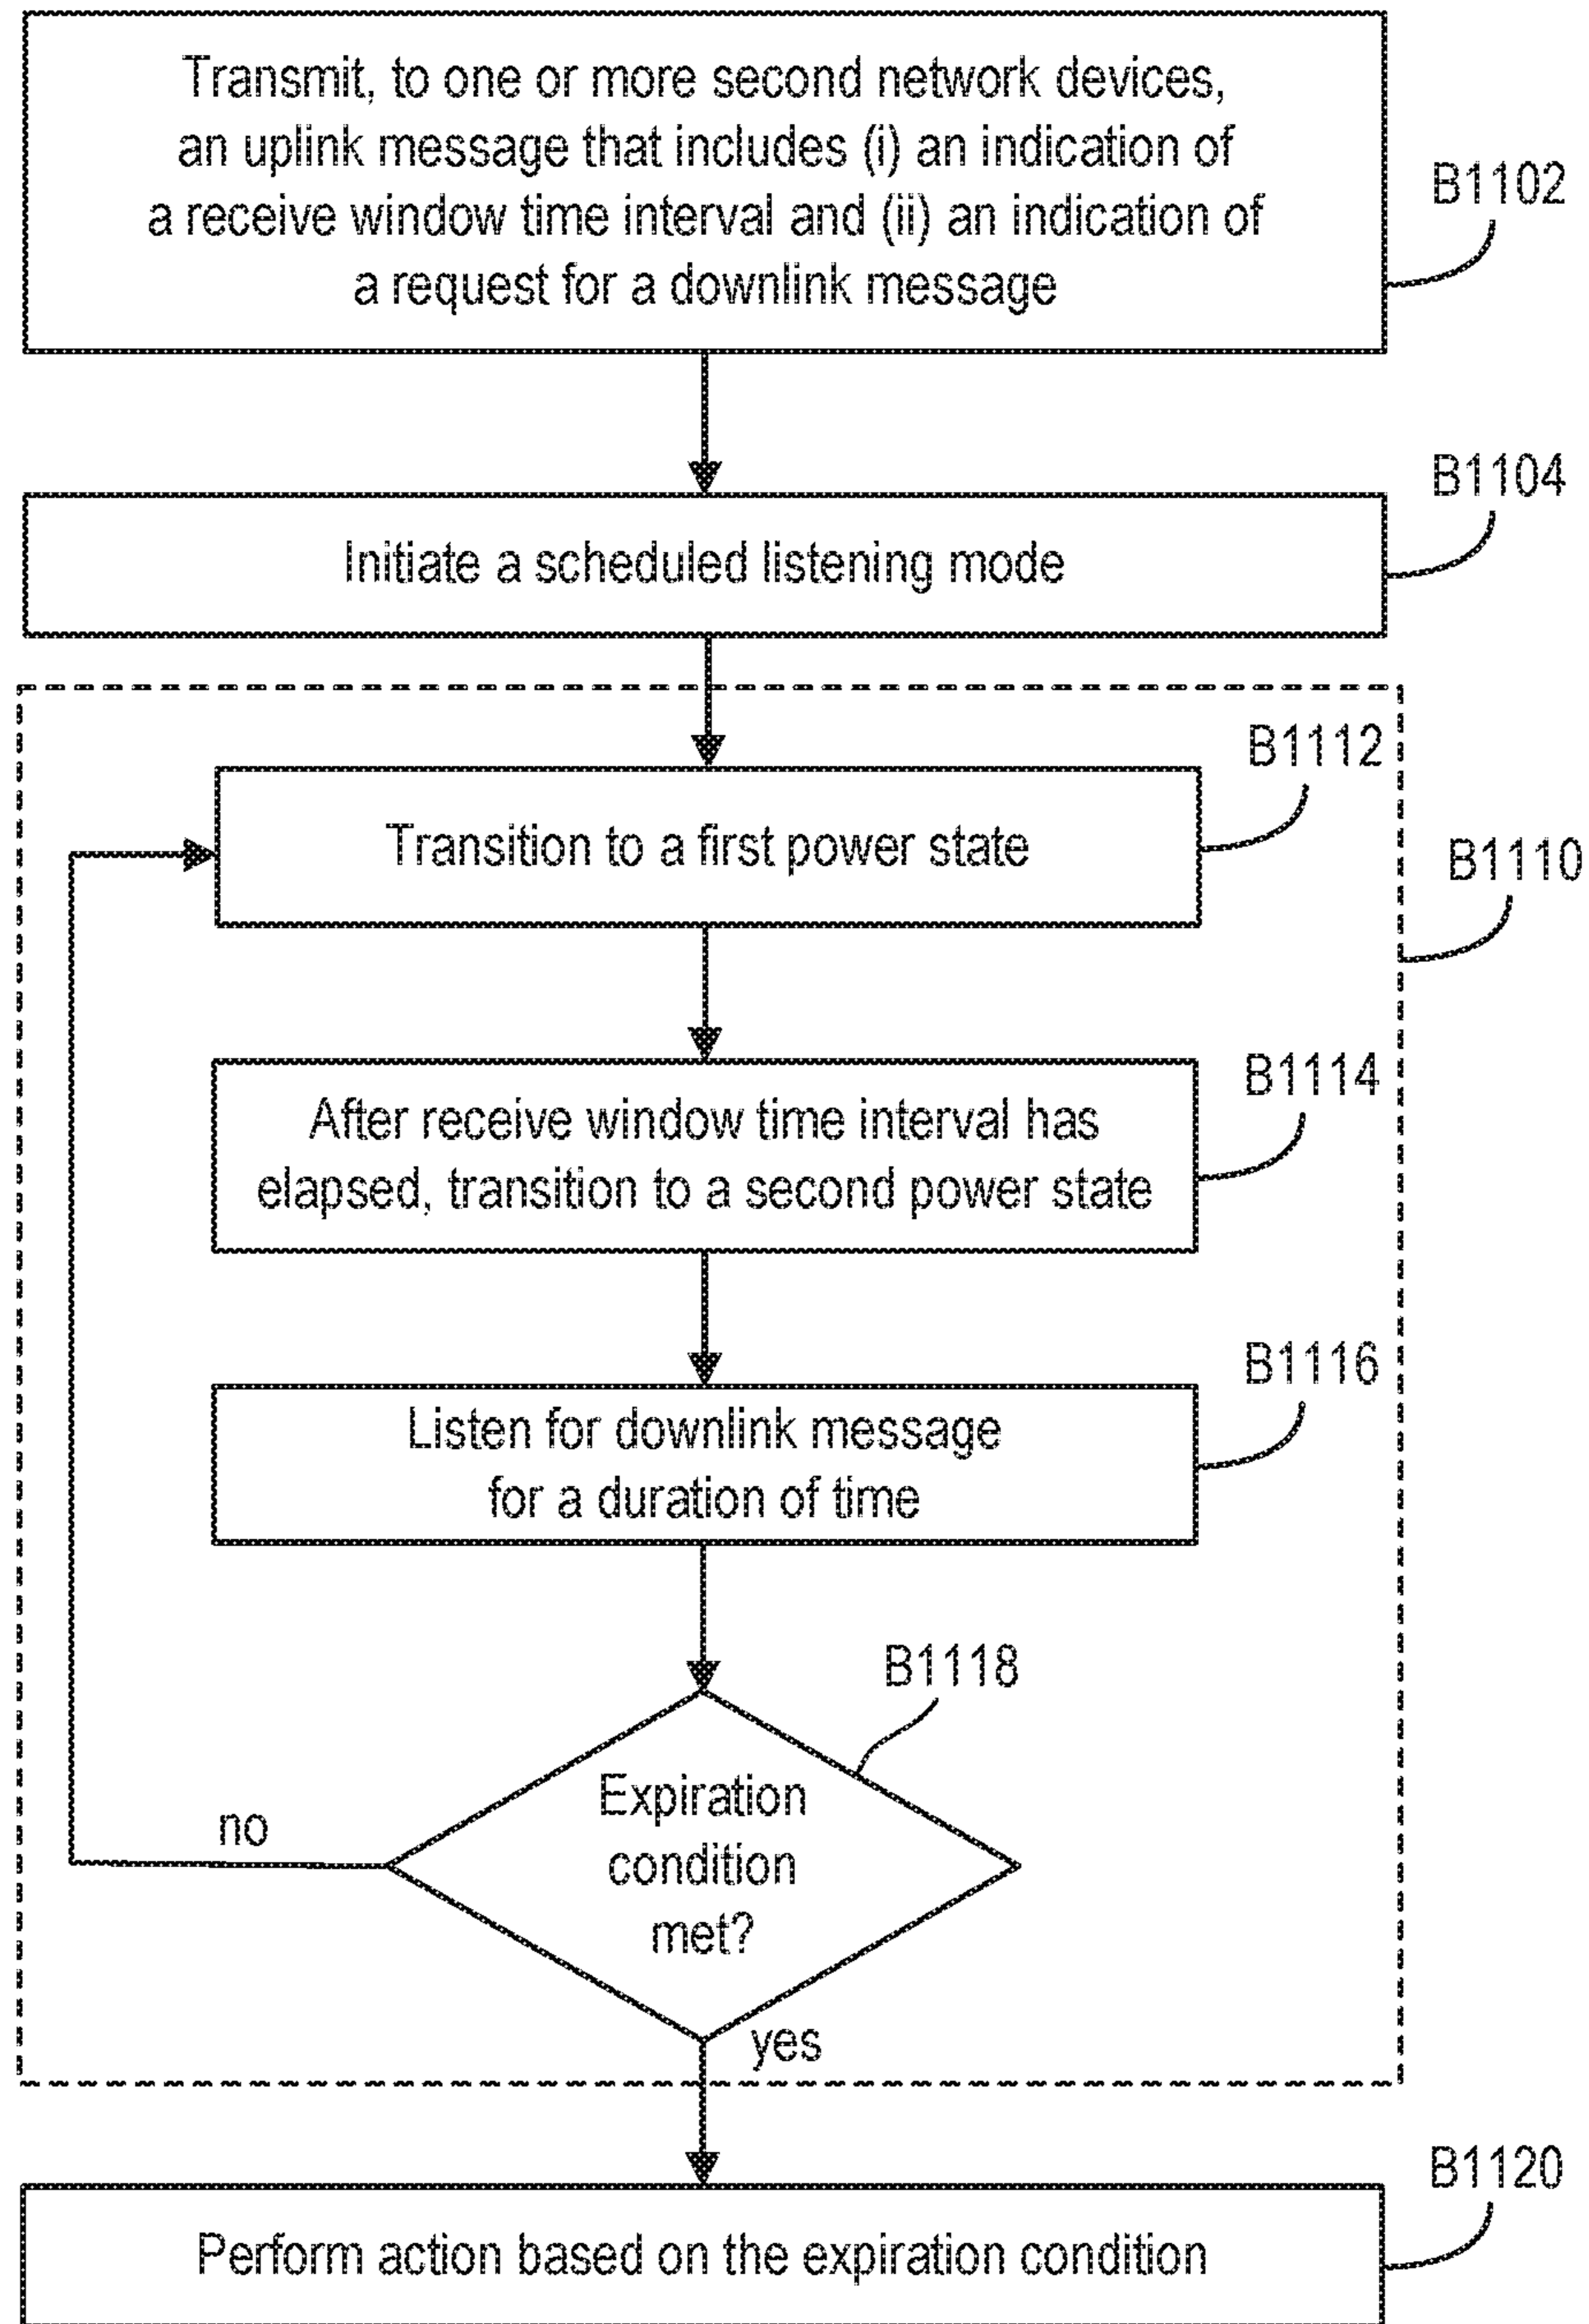 Transmit, to one or more second network devices,
an uplink message that includes (i) an indication of
a receive window time interval and (ii) an indication of
a request for a downlink message
B1102
B1104
Initiate a scheduled listening mode
B1112
Transition to a first power state
B1110
B1114
After receive window time interval has
elapsed, transition to a second power state
B1116
Listen for downlink message
for a duration of time
B1118
Expiration
condition
met?
no
yes
B1120
Perform action based on the expiration condition